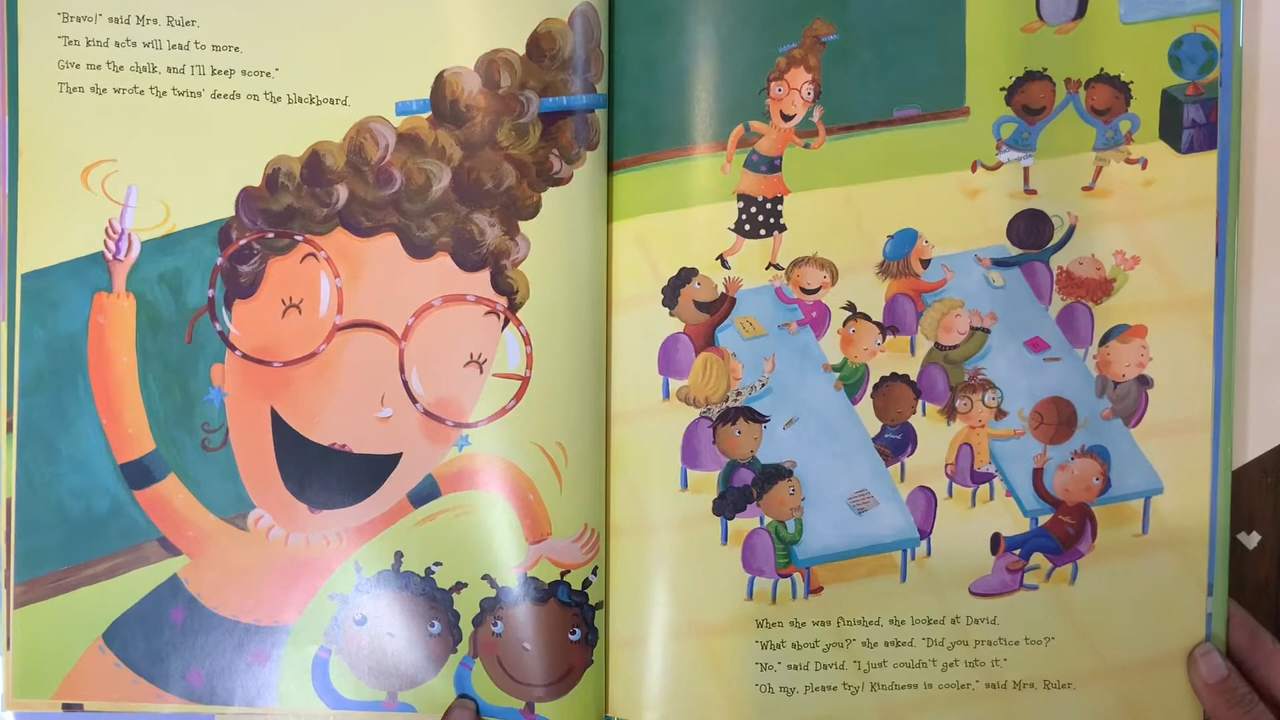 "Bravo!" said Mrs. Ruler.
"Ten kind acts will lead to more.
Give me the chalk, and I'll keep score."
Then she wrote the twins' deeds on the blackboard.
When she was finished, she looked at David.
"What about you?" she asked. "Did you practice too?"
"No," said David. "I just couldn't get into it."
"Oh my, please try! Kindness is cooler," said Mrs. Ruler.